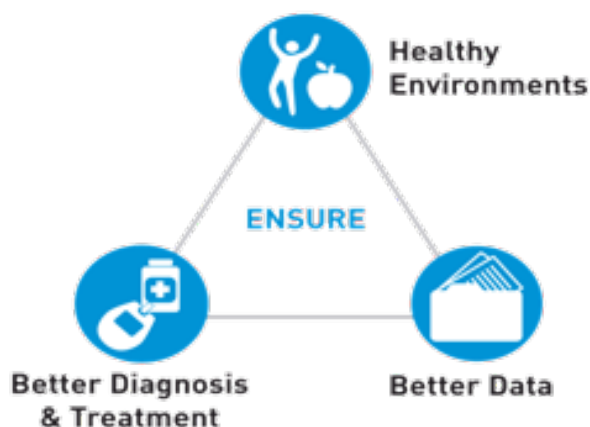 Healthy
Environments
ENSURE
Better Diagnosis
& Treatment
Better Data